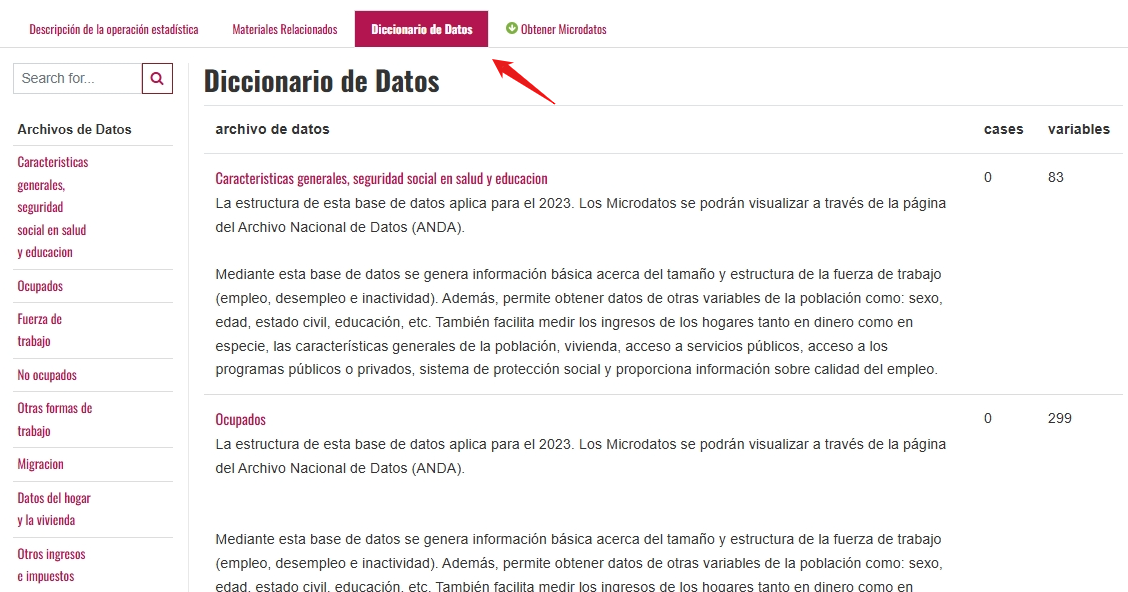 Descripción de la operación estadística
Materiales Relacionados
Diccionario de Datos
Obtener Microdatos
Search for...
Archivos de Datos
Caracteristicas
generales,
seguridad
social en salud
y educacion
Ocupados
Fuerza de
trabajo
No ocupados
Otras formas de
trabajo
Migracion
Datos del hogar
y la vivienda
Otros ingresos
e impuestos
Diccionario de Datos
archivo de datos cases variables
Caracteristicas generales, seguridad social en salud y educacion 0 83
La estructura de esta base de datos aplica para el 2023. Los Microdatos se podrán visualizar a través de la página
del Archivo Nacional de Datos (ANDA).
Mediante esta base de datos se genera información básica acerca del tamaño y estructura de la fuerza de trabajo
(empleo, desempleo e inactividad). Además, permite obtener datos de otras variables de la población como: sexo,
edad, estado civil, educación, etc. También facilita medir los ingresos de los hogares tanto en dinero como en
especie, las características generales de la población, vivienda, acceso a servicios públicos, acceso a los
programas públicos o privados, sistema de protección social y proporciona información sobre calidad del empleo.
Ocupados 0 299
La estructura de esta base de datos aplica para el 2023. Los Microdatos se podrán visualizar a través de la página
del Archivo Nacional de Datos (ANDA).
Mediante esta base de datos se genera información básica acerca del tamaño y estructura de la fuerza de trabajo
(empleo, desempleo e inactividad). Además, permite obtener datos de otras variables de la población como: sexo,
edad, estado civil, educación, etc. También facilita medir los ingresos de los hogares tanto en dinero como en